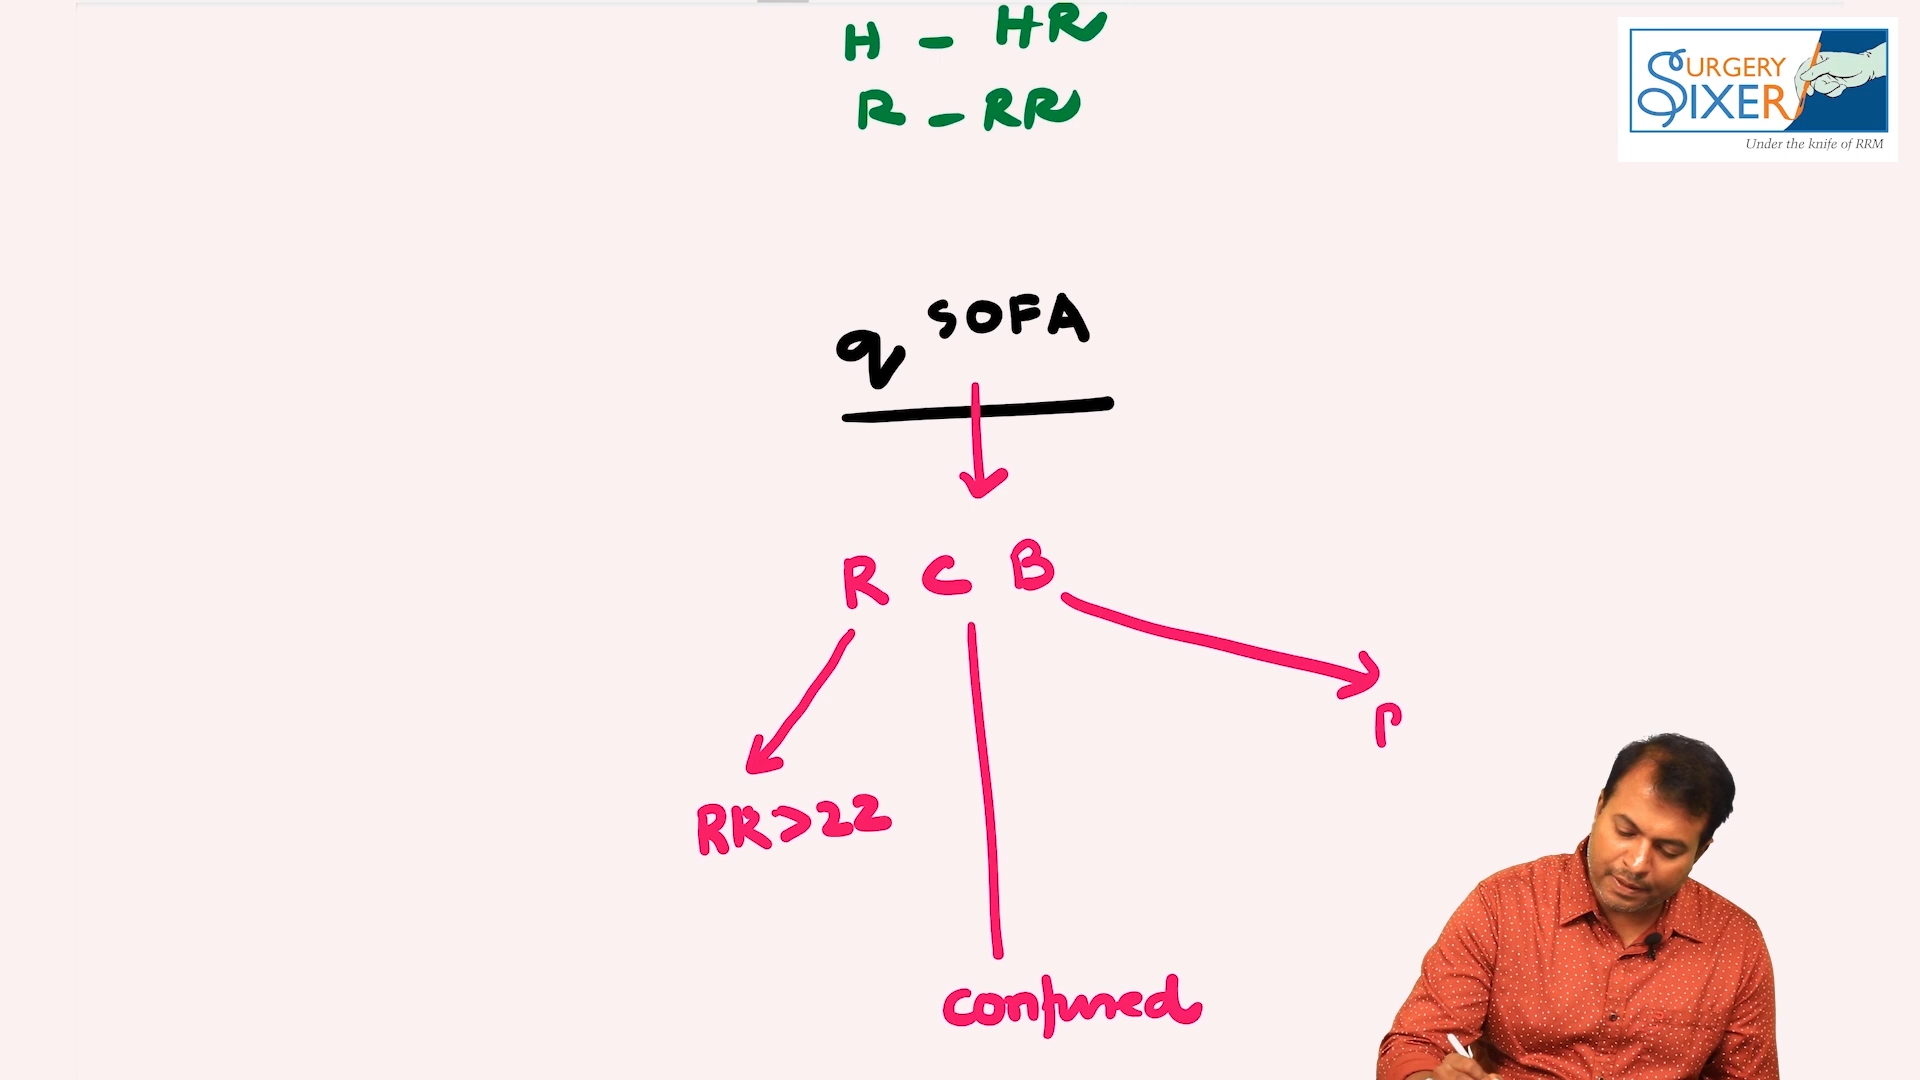 H - HR
R - RR
SURGERY
SIXER
Under the knife of RRM
q SOFA
R C B
RR>22
confused